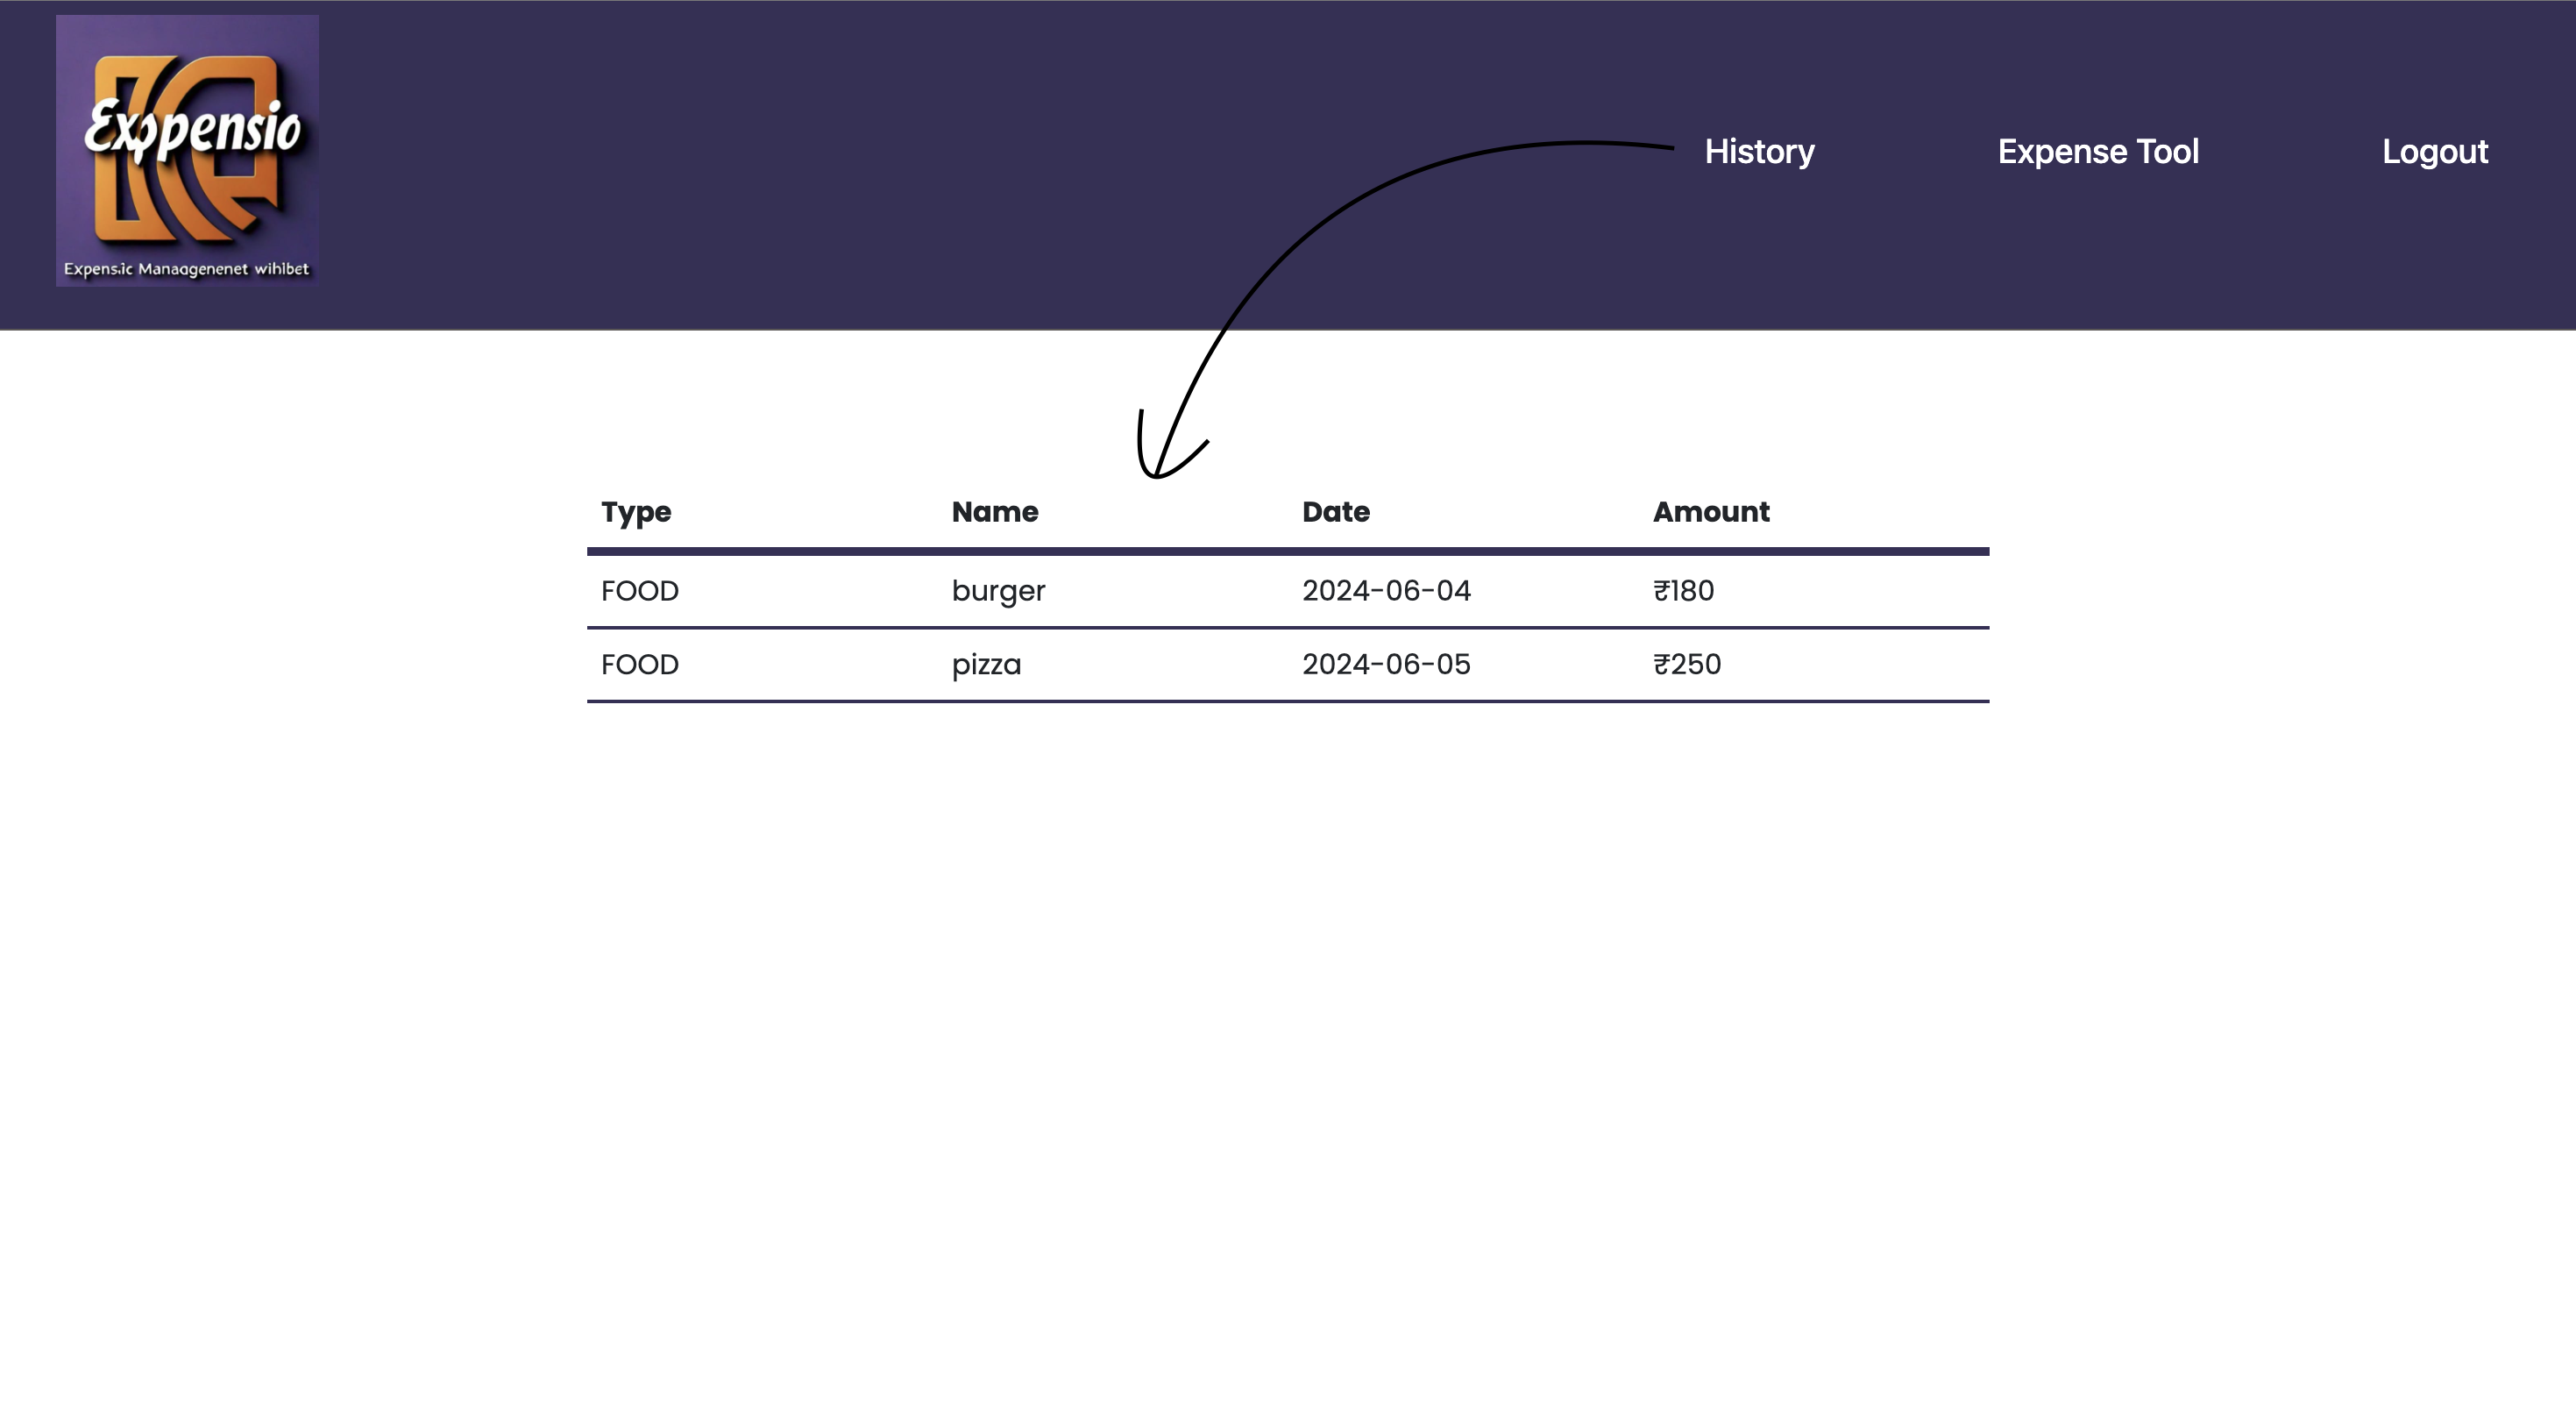 Expensio
Expens.ic Manaogenenet wihlbet
History Expense Tool Logout
Type Name Date Amount
FOOD burger 2024-06-04 ₹180
FOOD pizza 2024-06-05 ₹250